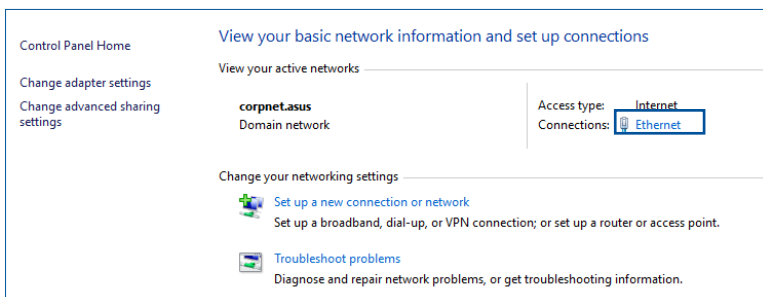 Control Panel Home
Change adapter settings
Change advanced sharing
settings
View your basic network information and set up connections
View your active networks
corpnet.asus
Domain network
Access type: Internet
Connections: Ethernet
Change your networking settings
Set up a new connection or network
Set up a broadband, dial-up, or VPN connection; or set up a router or access point.
Troubleshoot problems
Diagnose and repair network problems, or get troubleshooting information.